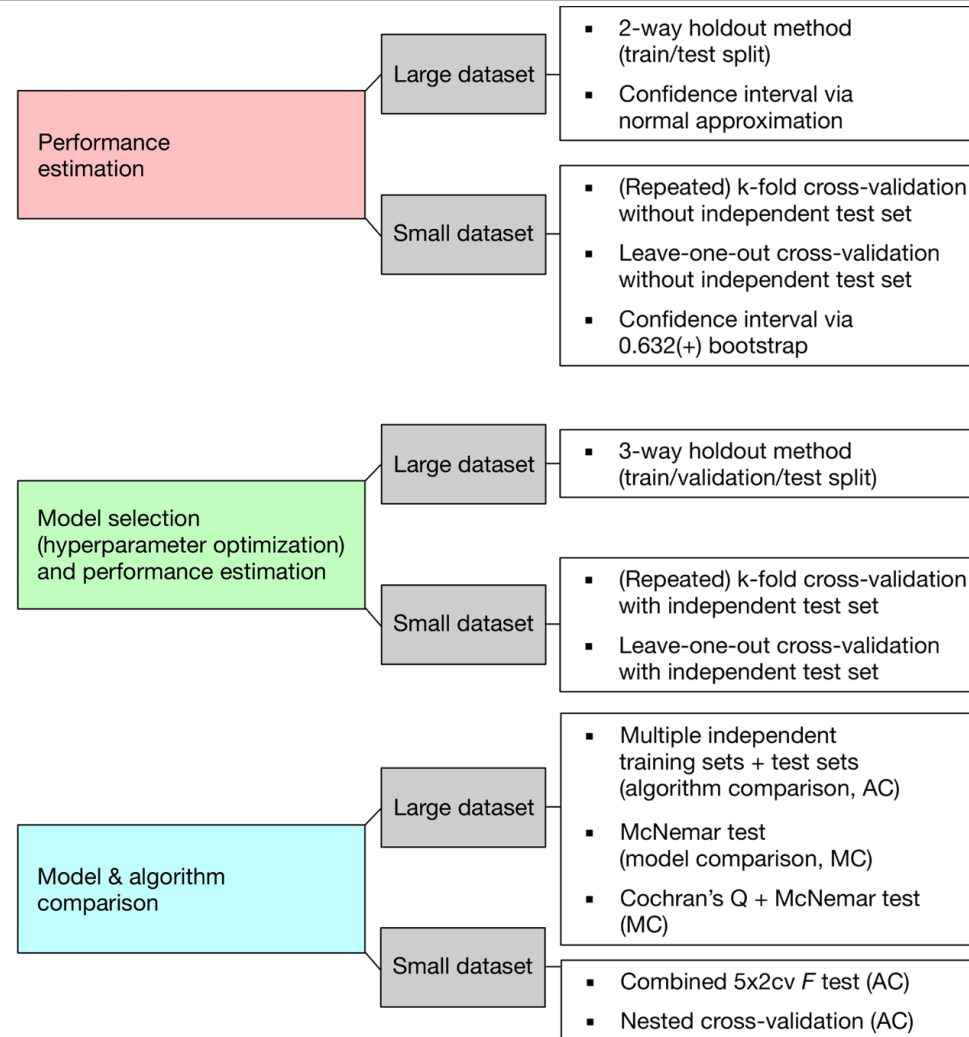 Performance
estimation
Large dataset
▪ 2-way holdout method
(train/test split)
▪ Confidence interval via
normal approximation
Small dataset
▪ (Repeated) k-fold cross-validation
without independent test set
▪ Leave-one-out cross-validation
without independent test set
▪ Confidence interval via
0.632(+) bootstrap
Model selection
(hyperparameter optimization)
and performance estimation
Large dataset
▪ 3-way holdout method
(train/validation/test split)
Small dataset
▪ (Repeated) k-fold cross-validation
with independent test set
▪ Leave-one-out cross-validation
with independent test set
Model & algorithm
comparison
Large dataset
▪ Multiple independent
training sets + test sets
(algorithm comparison, AC)
▪ McNemar test
(model comparison, MC)
▪ Cochran’s Q + McNemar test
(MC)
Small dataset
▪ Combined 5x2cv F test (AC)
▪ Nested cross-validation (AC)